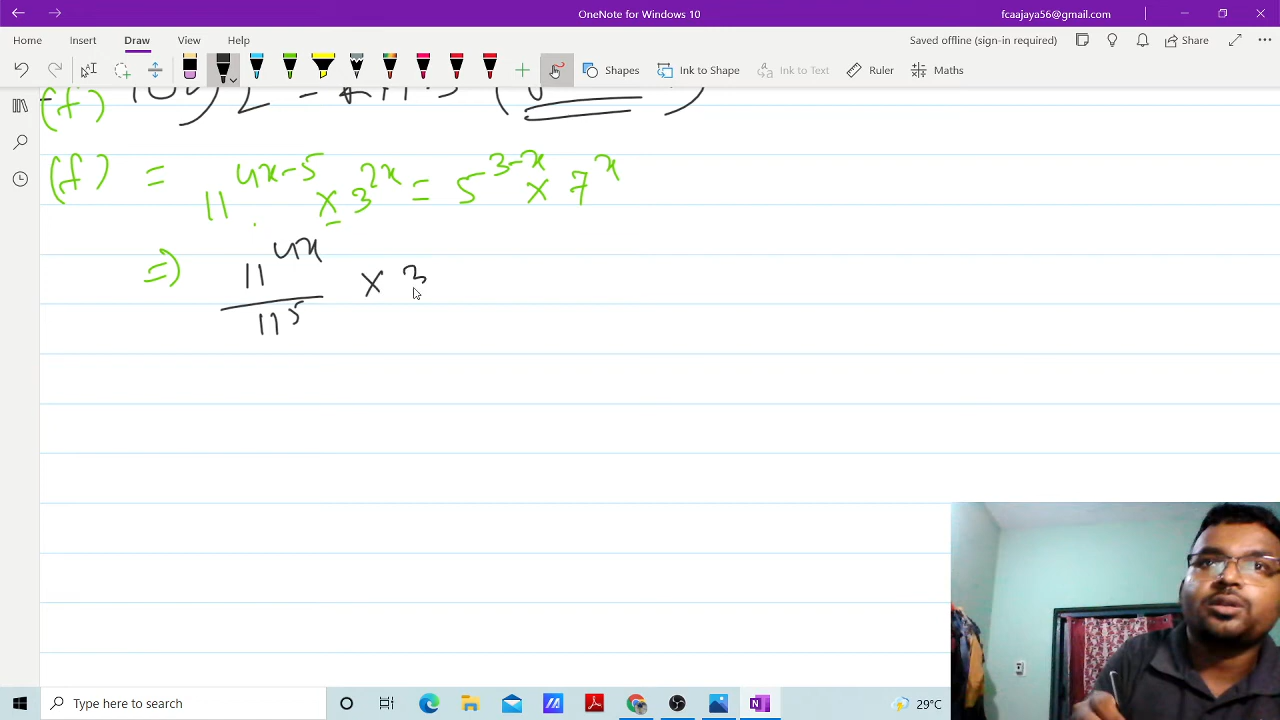 OneNote for Windows 10
fcaajaya56@gmail.com
Home Insert Draw View Help
Saved offline (sign-in required)
Share
Shapes
Ink to Shape
Ink to Text
Ruler
Maths
(f)
(f) = 11^{4x-5} × 3^{2x} = 5^{3-x} × 7^{x}
=> 11^{4x} × 3
11^{5}
Type here to search
29°C